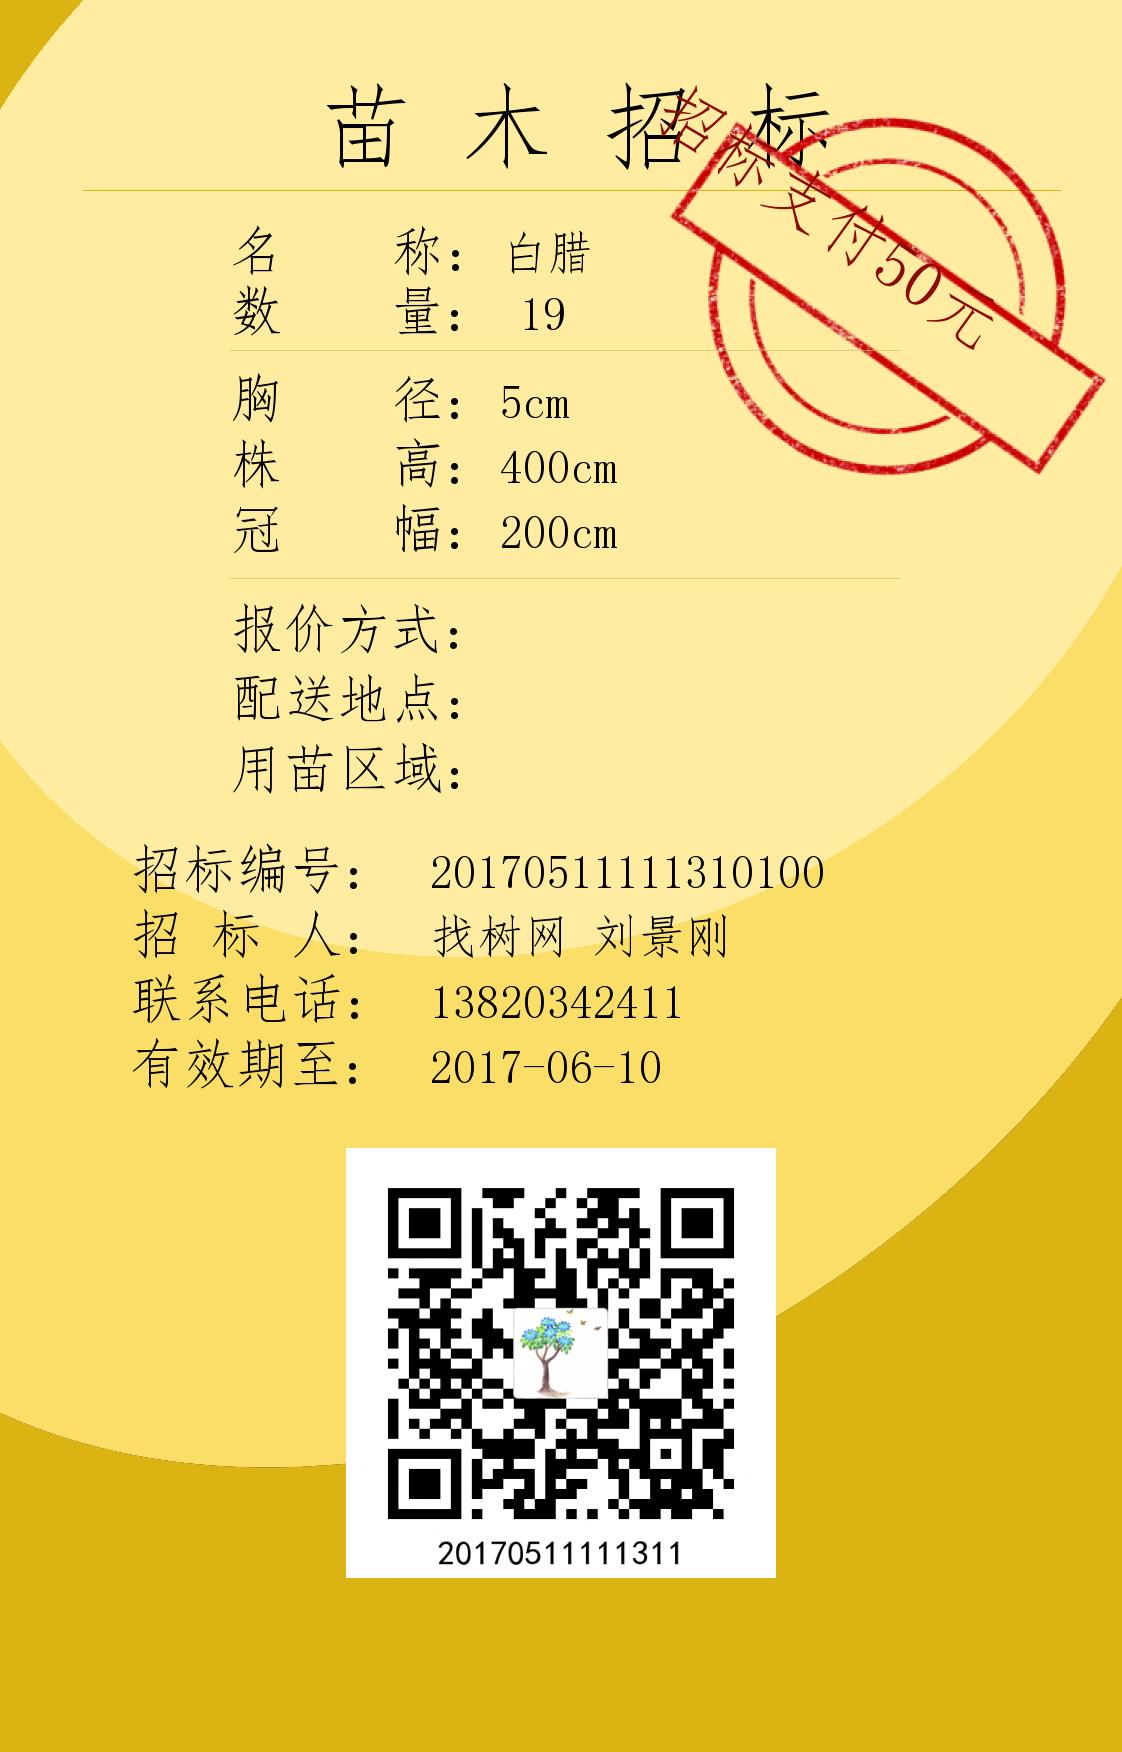 苗木招标
招标支付50元
名称：白腊
数量：19
胸径：5cm
株高：400cm
冠幅：200cm
报价方式：
配送地点：
用苗区域：
招标编号：20170511111310100
招标人：找树网 刘景刚
联系电话：13820342411
有效期至：2017-06-10
20170511111311